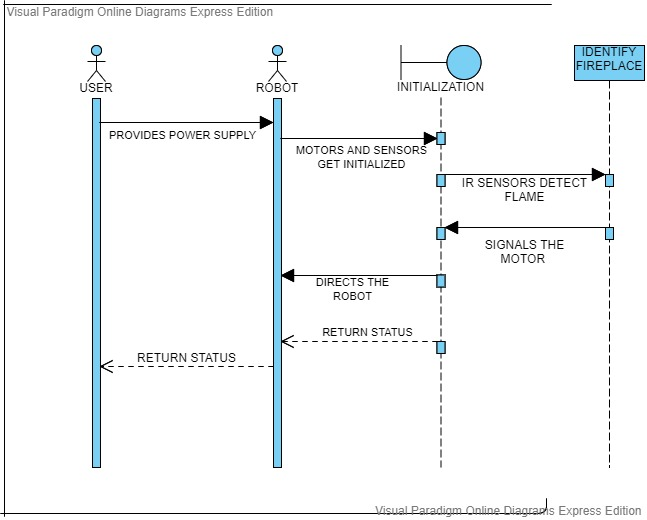 Visual Paradigm Online Diagrams Express Edition
USER
ROBOT
INITIALIZATION
IDENTIFY
FIREPLACE
PROVIDES POWER SUPPLY
MOTORS AND SENSORS
GET INITIALIZED
IR SENSORS DETECT
FLAME
SIGNALS THE
MOTOR
DIRECTS THE
ROBOT
RETURN STATUS
RETURN STATUS
Visual Paradigm Online Diagrams Express Edition